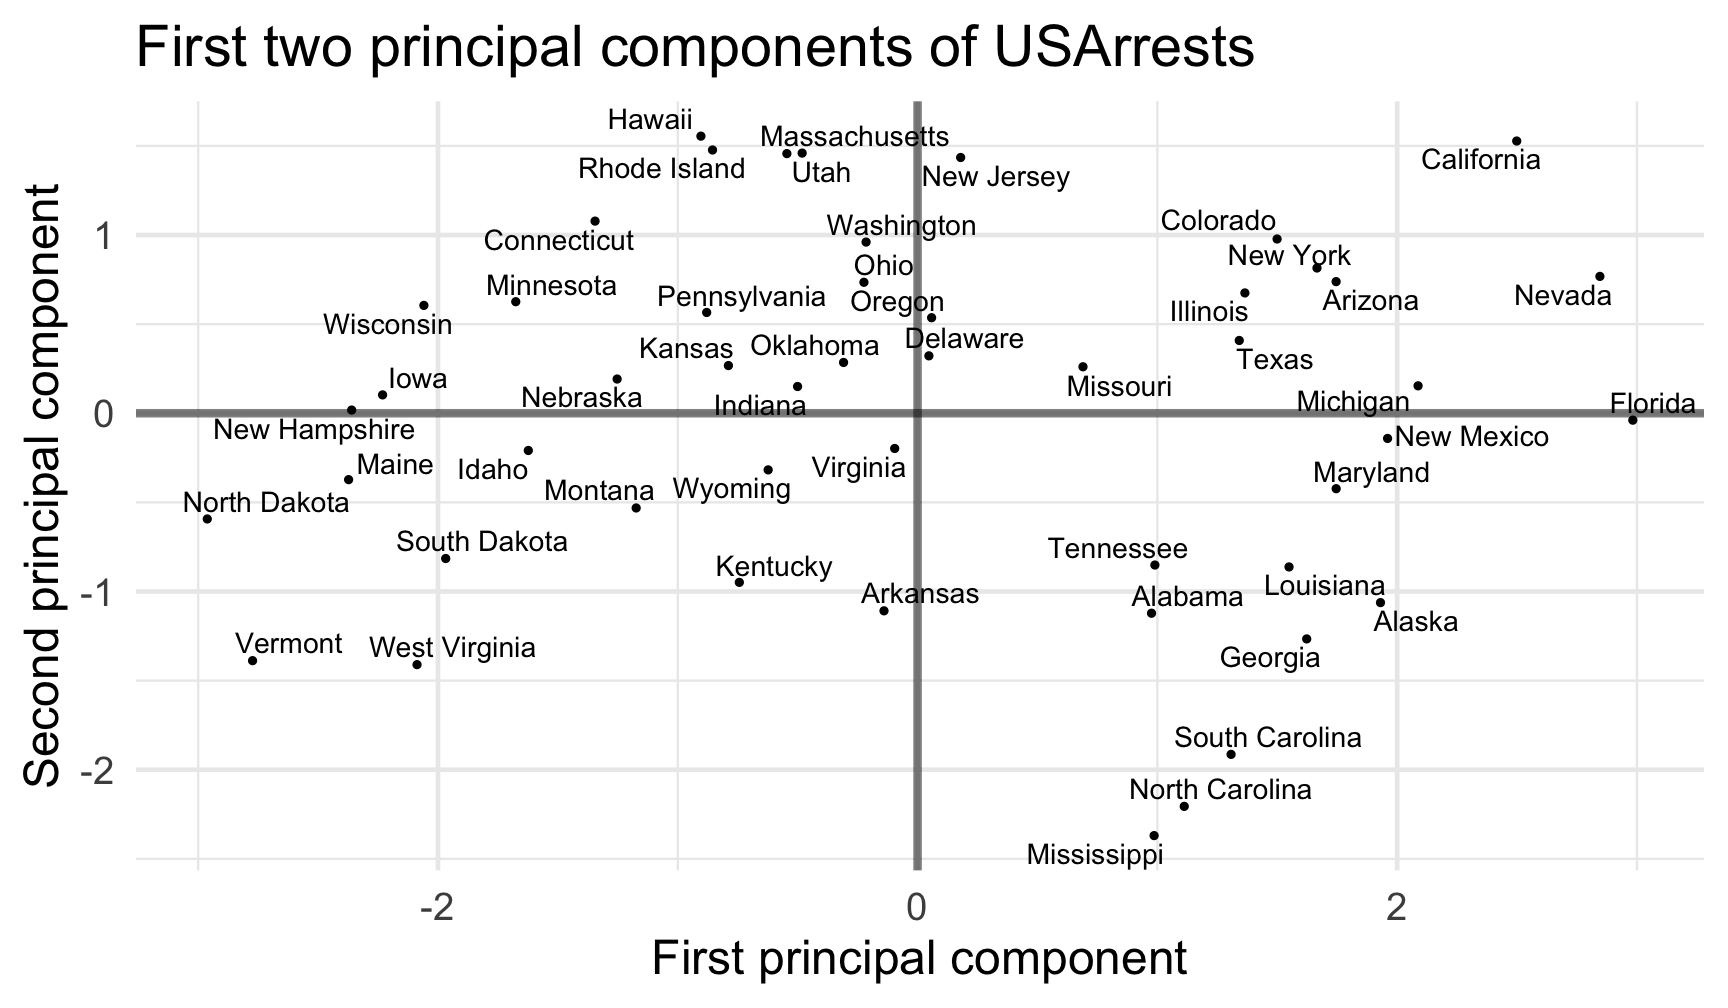 First two principal components of USArrests
Hawaii
Massachusetts
Rhode Island
Utah
New Jersey
California
Connecticut
Washington
Colorado
New York
Ohio
Minnesota
Pennsylvania
Oregon
Illinois
Arizona
Nevada
Wisconsin
Kansas
Oklahoma
Delaware
Texas
Iowa
Nebraska
Indiana
Missouri
Michigan
Florida
New Hampshire
Maine
Idaho
Virginia
New Mexico
Maryland
North Dakota
Montana
Wyoming
South Dakota
Kentucky
Tennessee
Arkansas
Alabama
Louisiana
Alaska
Vermont
West Virginia
Georgia
South Carolina
North Carolina
Mississippi
1
0
-1
-2
Second principal component
-2
0
2
First principal component